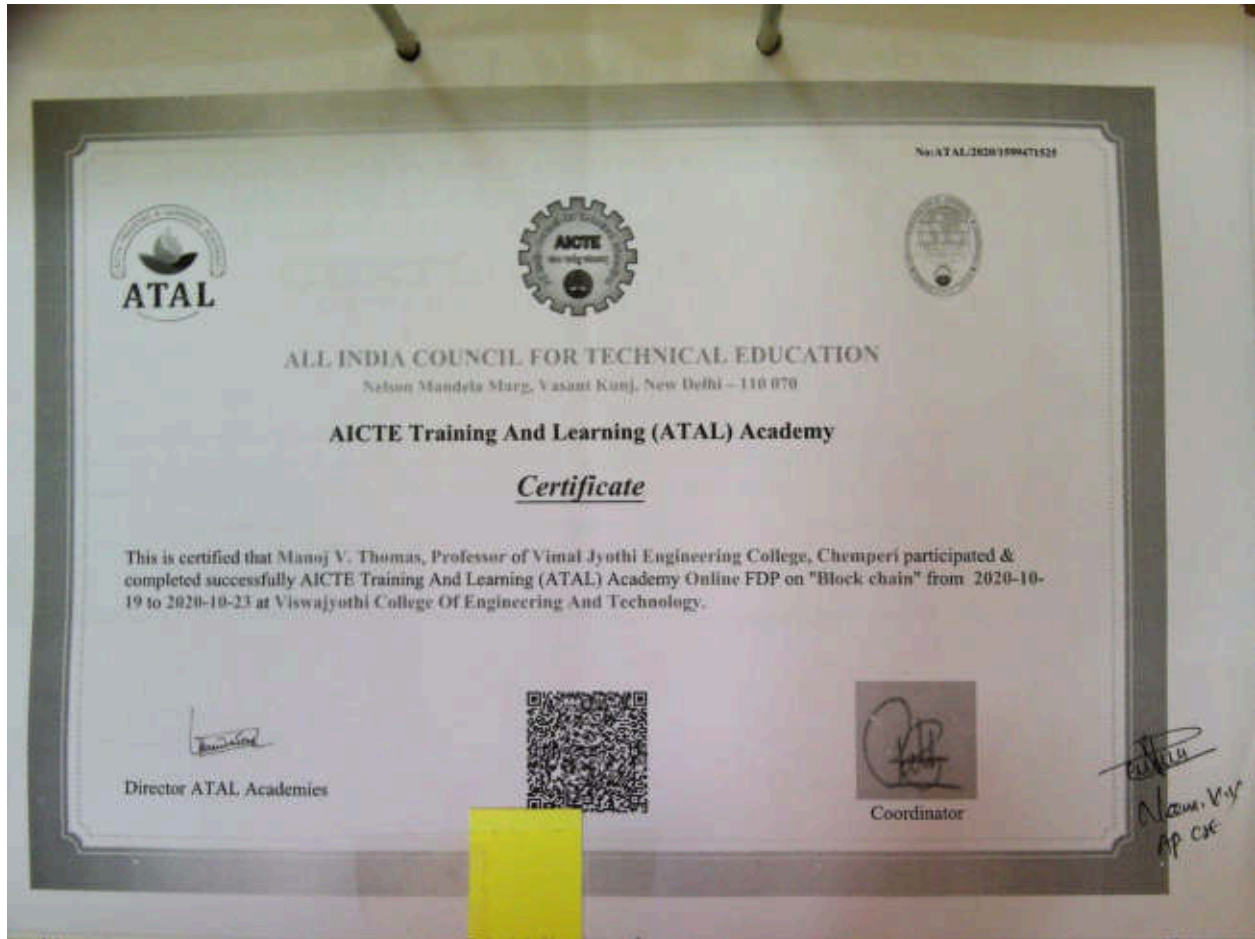 No:ATAL/2020/1599471525
ATAL
AICTE
ALL INDIA COUNCIL FOR TECHNICAL EDUCATION
Nelson Mandela Marg, Vasant Kunj, New Delhi – 110 070
AICTE Training And Learning (ATAL) Academy
Certificate
This is certified that Manoj V. Thomas, Professor of Vimal Jyothi Engineering College, Chemperi participated &
completed successfully AICTE Training And Learning (ATAL) Academy Online FDP on "Block chain" from 2020-10-
19 to 2020-10-23 at Viswajyothi College Of Engineering And Technology.
Director ATAL Academies
Coordinator
AP CSE